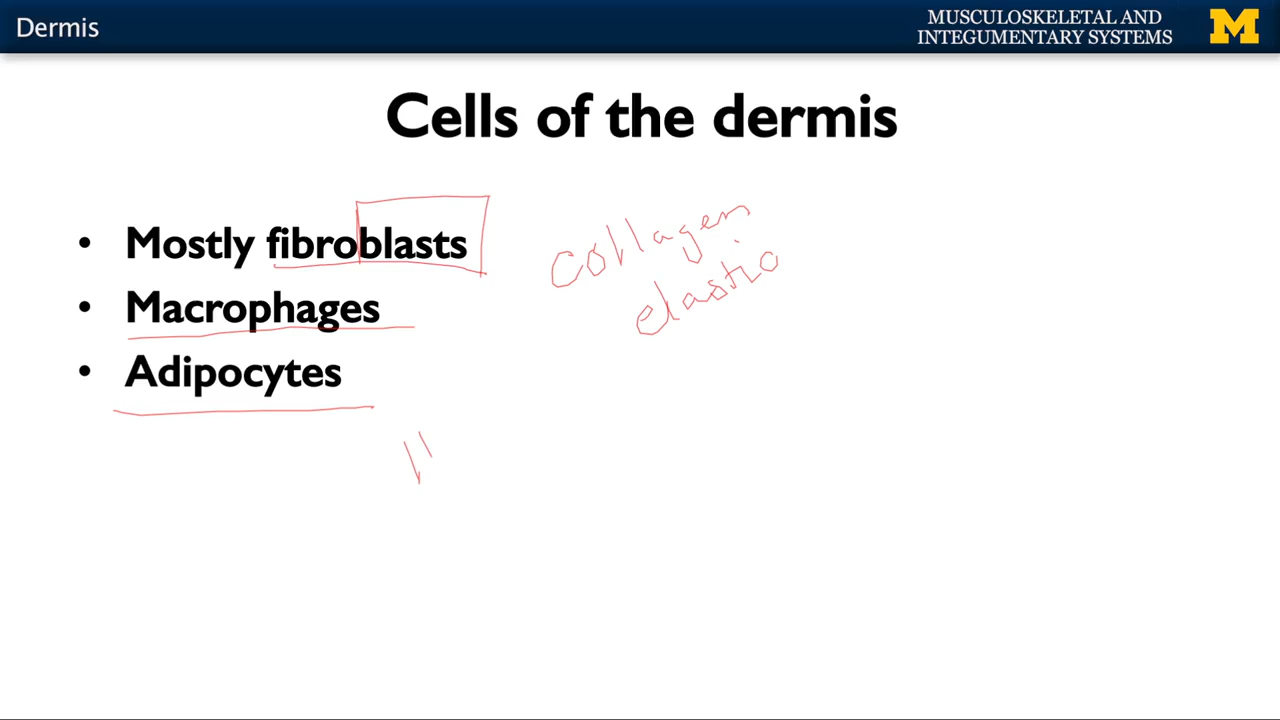 Dermis
MUSCULOSKELETAL AND
INTEGUMENTARY SYSTEMS
M
Cells of the dermis
• Mostly fibroblasts
• Macrophages
• Adipocytes
Collagen
elastic